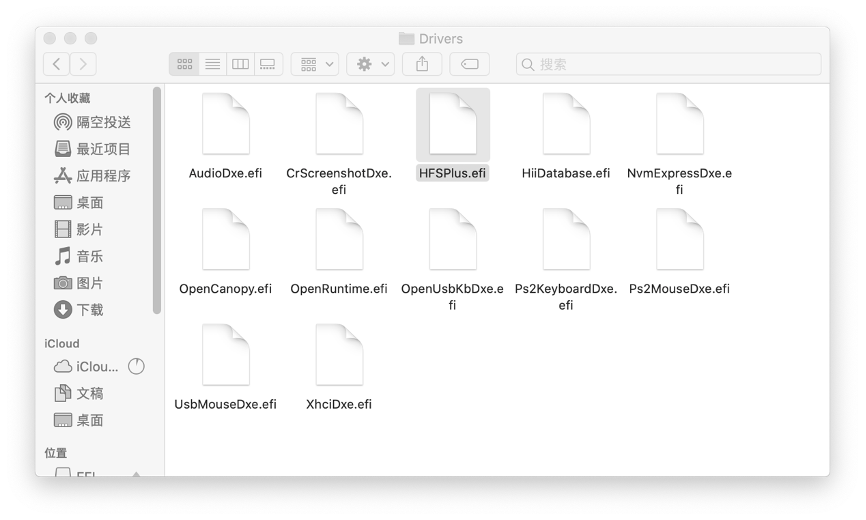 Drivers
搜索
个人收藏
隔空投送
最近项目
应用程序
桌面
影片
音乐
图片
下载
iCloud
iClou...
文稿
桌面
位置
EFI
AudioDxe.efi
CrScreenshotDxe.
efi
HFSPlus.efi
HiiDatabase.efi
NvmExpressDxe.e
fi
OpenCanopy.efi
OpenRuntime.efi
OpenUsbKbDxe.e
fi
Ps2KeyboardDxe.
efi
Ps2MouseDxe.efi
UsbMouseDxe.efi
XhciDxe.efi